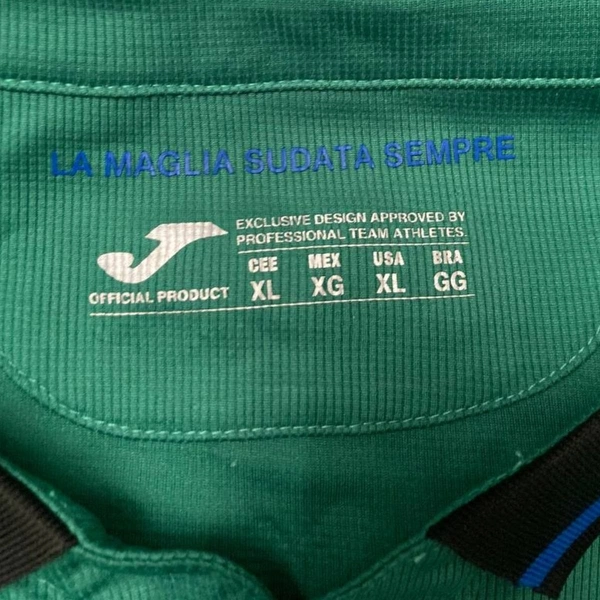 LA MAGLIA SUDATA SEMPRE
EXCLUSIVE DESIGN APPROVED BY
PROFESSIONAL TEAM ATHLETES.
CEE MEX USA BRA
XL XG XL GG
OFFICIAL PRODUCT